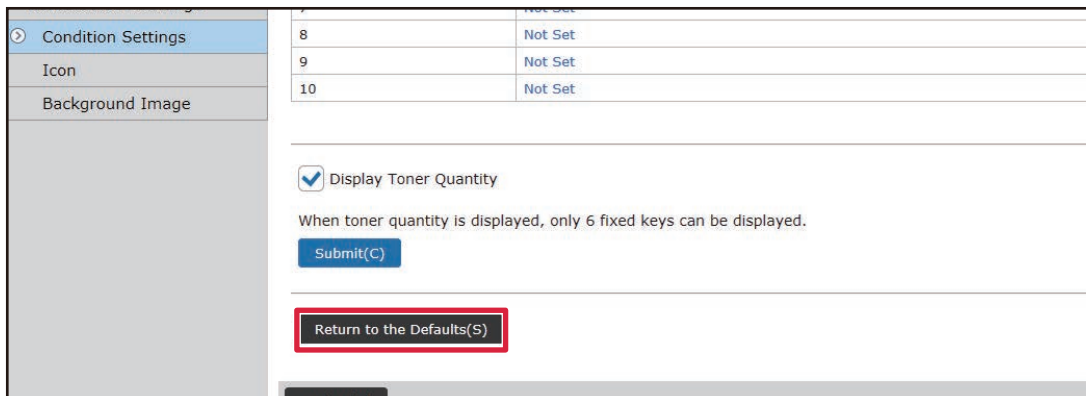 Condition Settings
8 Not Set
9 Not Set
Icon
10 Not Set
Background Image
Display Toner Quantity
When toner quantity is displayed, only 6 fixed keys can be displayed.
Submit(C)
Return to the Defaults(S)